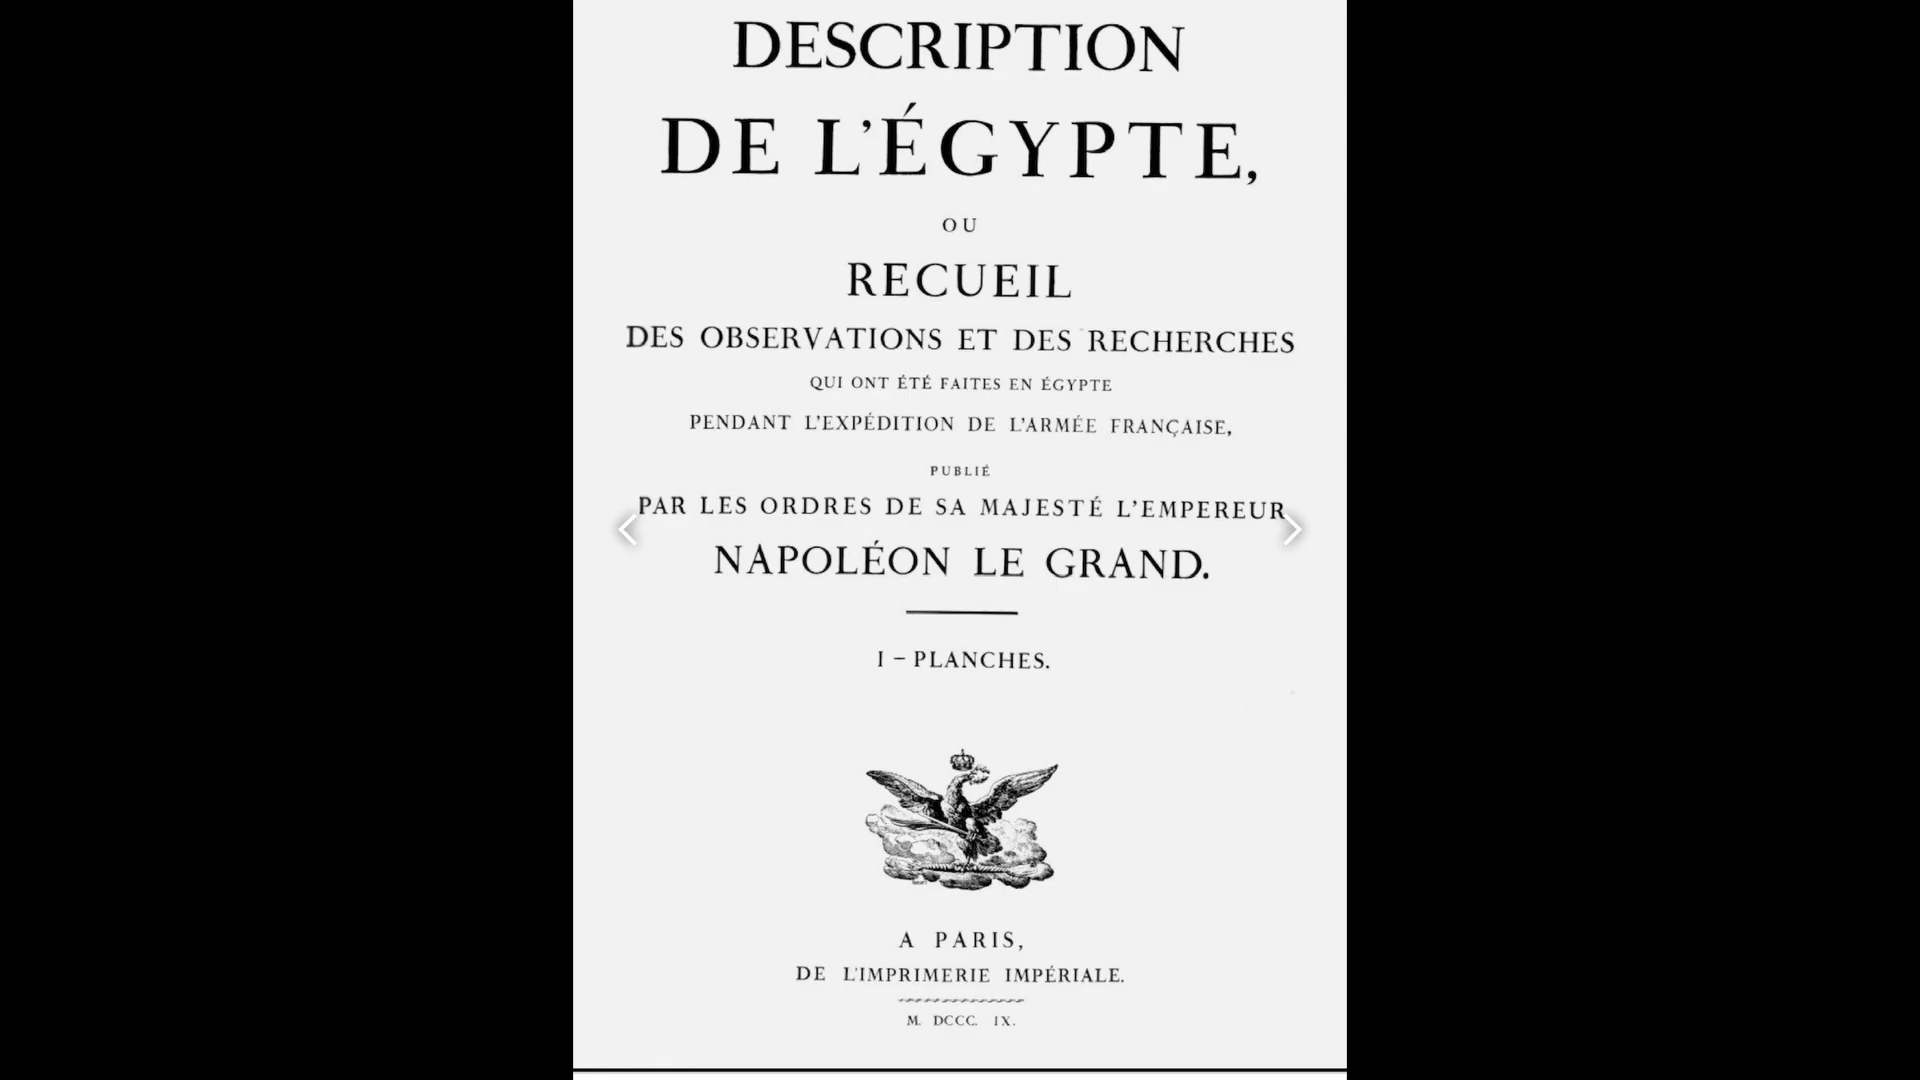 DESCRIPTION
DE L'ÉGYPTE,
OU
RECUEIL
DES OBSERVATIONS ET DES RECHERCHES
QUI ONT ÉTÉ FAITES EN ÉGYPTE
PENDANT L'EXPÉDITION DE L'ARMÉE FRANÇAISE,
PUBLIÉ
PAR LES ORDRES DE SA MAJESTÉ L'EMPEREUR
NAPOLÉON LE GRAND.
I – PLANCHES.
A PARIS,
DE L'IMPRIMERIE IMPÉRIALE.
M. DCCC. IX.